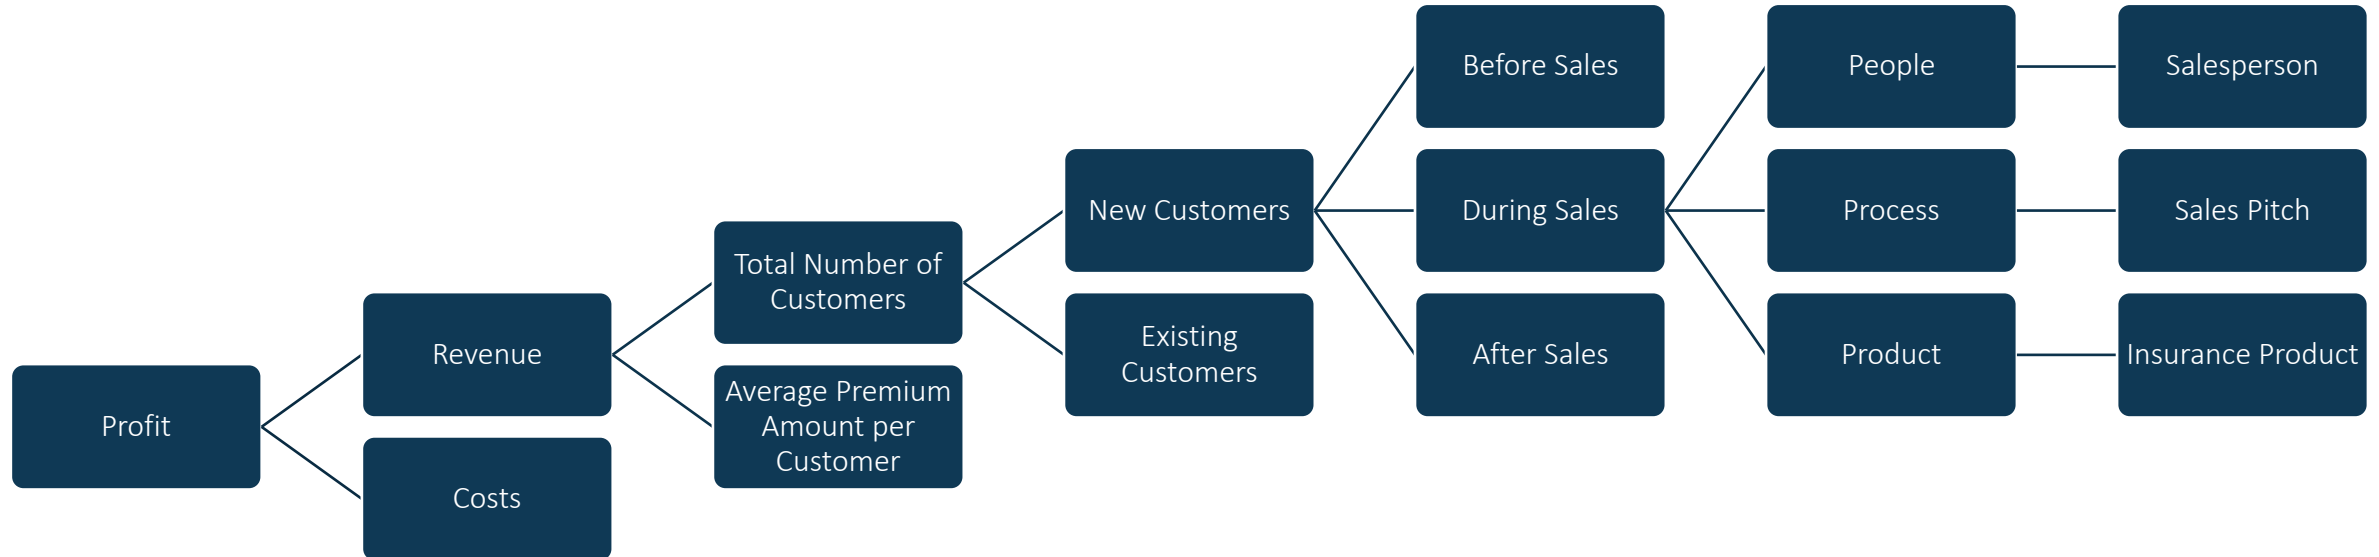 Profit
Revenue
Costs
Total Number of
Customers
Average Premium
Amount per
Customer
New Customers
Existing
Customers
Before Sales
During Sales
After Sales
People
Process
Product
Salesperson
Sales Pitch
Insurance Product